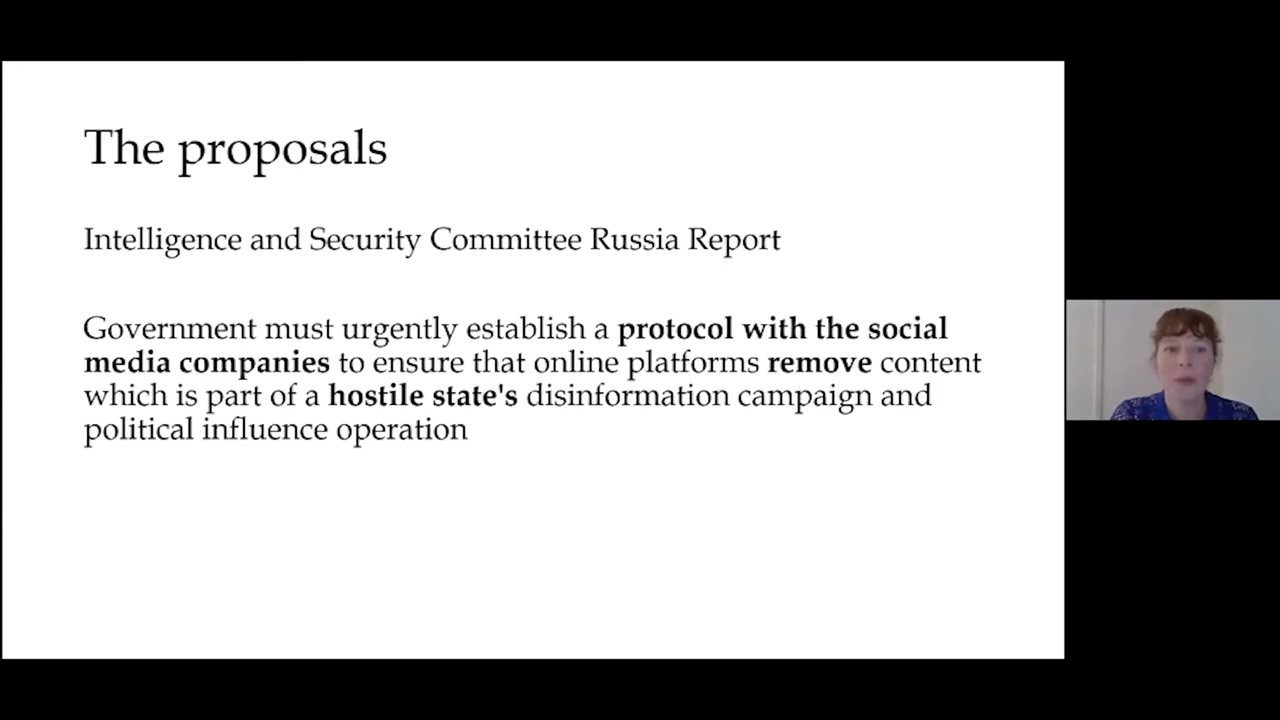 The proposals
Intelligence and Security Committee Russia Report
Government must urgently establish a protocol with the social
media companies to ensure that online platforms remove content
which is part of a hostile state's disinformation campaign and
political influence operation